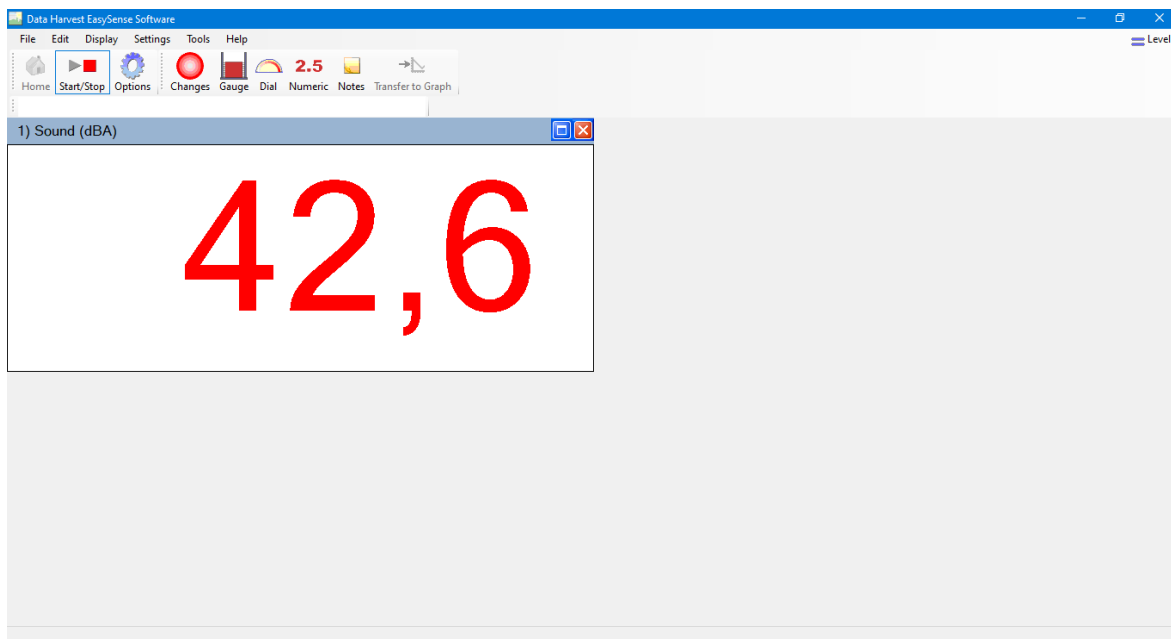 Data Harvest EasySense Software
File Edit Display Settings Tools Help
Level
2.5
Home Start/Stop Options Changes Gauge Dial Numeric Notes Transfer to Graph
1) Sound (dBA)
42,6